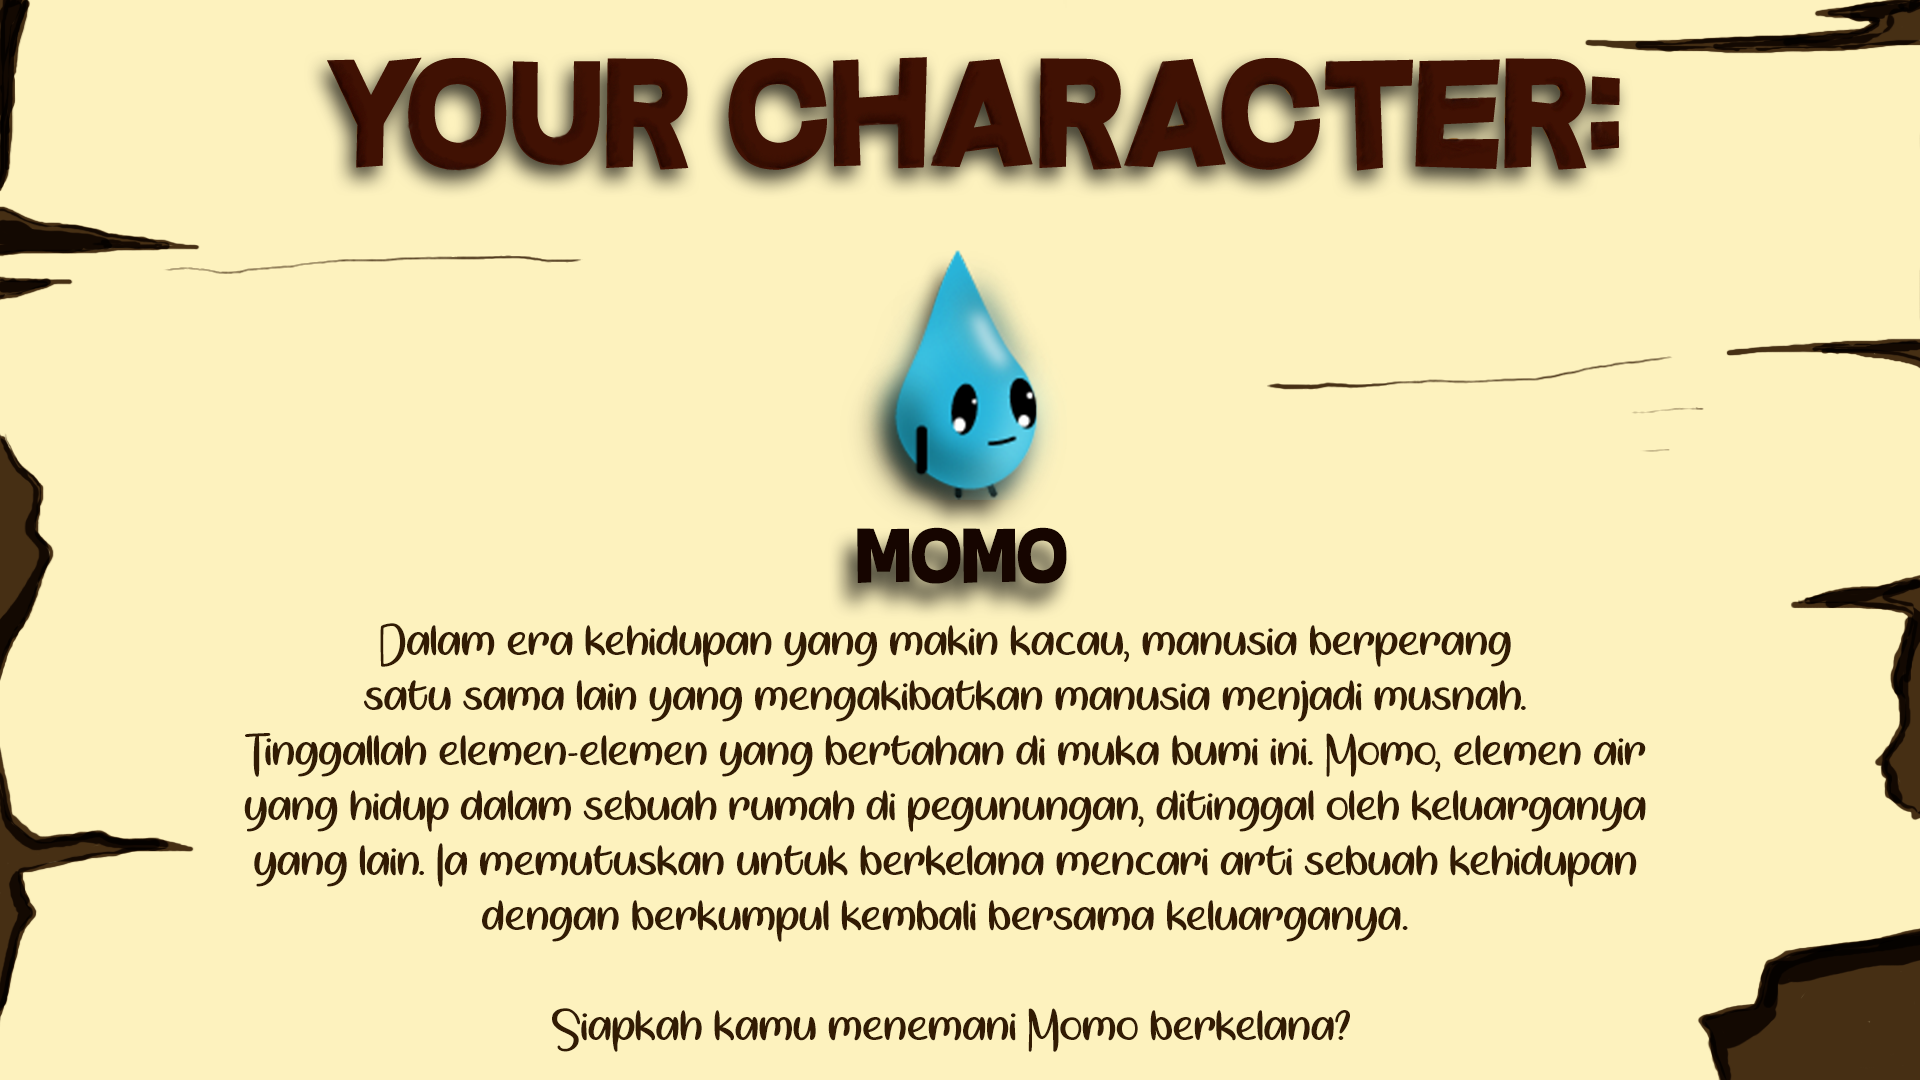 YOUR CHARACTER:
MOMO
Dalam era kehidupan yang makin kacau, manusia berperang
satu sama lain yang mengakibatkan manusia menjadi musnah.
Tinggallah elemen-elemen yang bertahan di muka bumi ini. Momo, elemen air
yang hidup dalam sebuah rumah di pegunungan, ditinggal oleh keluarganya
yang lain. Ia memutuskan untuk berkelana mencari arti sebuah kehidupan
dengan berkumpul kembali bersama keluarganya.
Siapkah kamu menemani Momo berkelana?